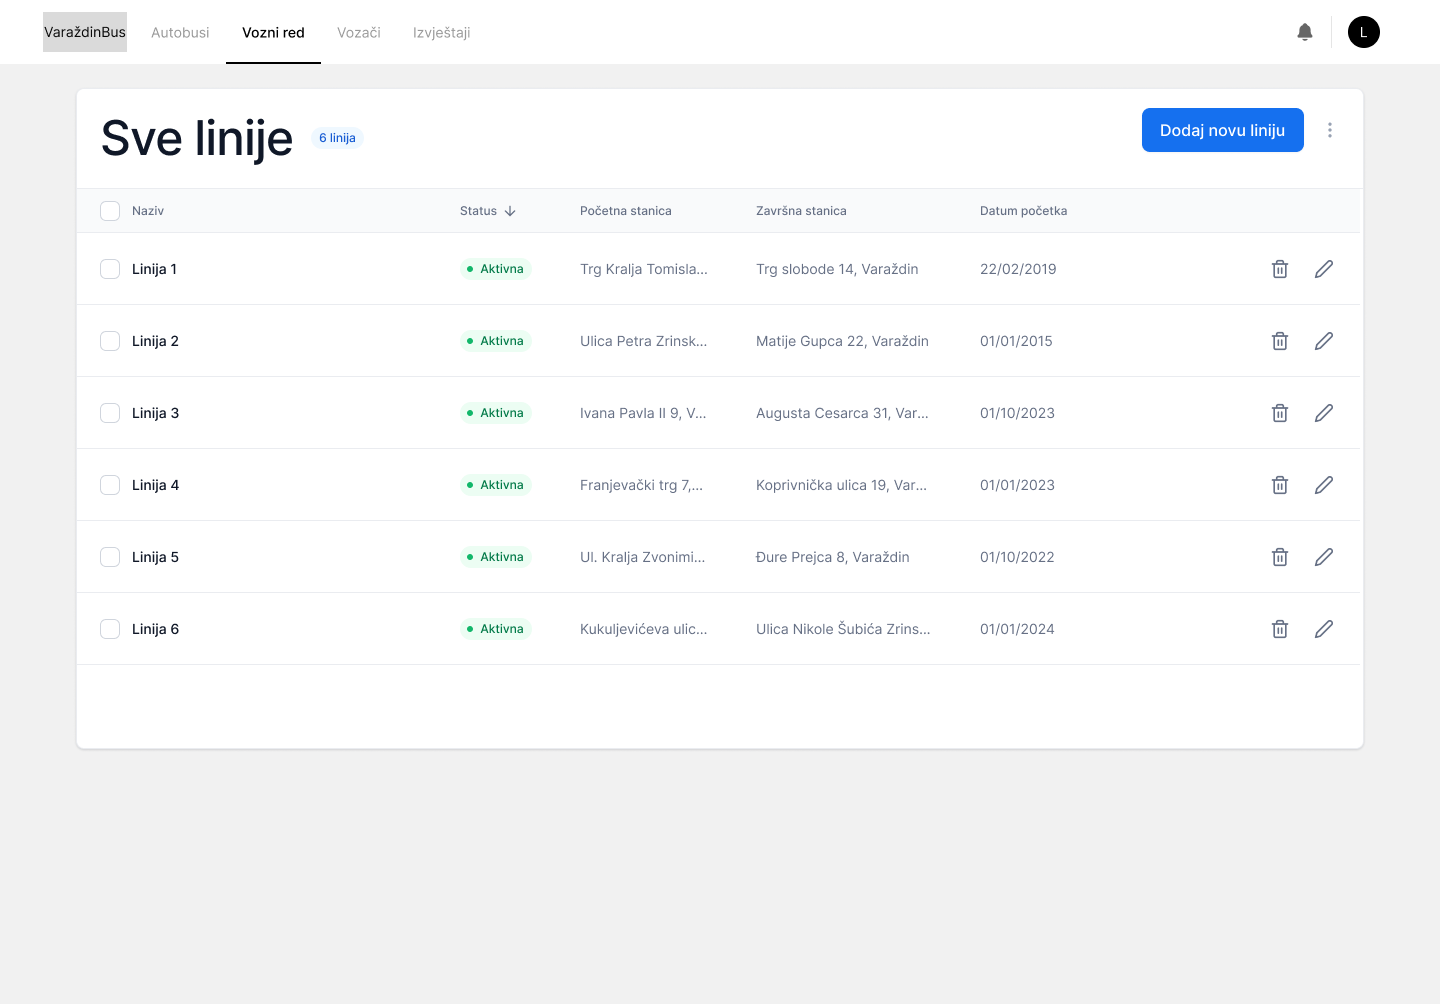 VaraždinBus Autobusi Vozni red Vozači Izvještaji L
Sve linije 6 linija Dodaj novu liniju
Naziv Status Početna stanica Završna stanica Datum početka
Linija 1 Aktivna Trg Kralja Tomisla... Trg slobode 14, Varaždin 22/02/2019
Linija 2 Aktivna Ulica Petra Zrinsk... Matije Gupca 22, Varaždin 01/01/2015
Linija 3 Aktivna Ivana Pavla II 9, V... Augusta Cesarca 31, Var... 01/10/2023
Linija 4 Aktivna Franjevački trg 7,... Koprivnička ulica 19, Var... 01/01/2023
Linija 5 Aktivna Ul. Kralja Zvonimi... Đure Prejca 8, Varaždin 01/10/2022
Linija 6 Aktivna Kukuljevićeva ulic... Ulica Nikole Šubića Zrins... 01/01/2024